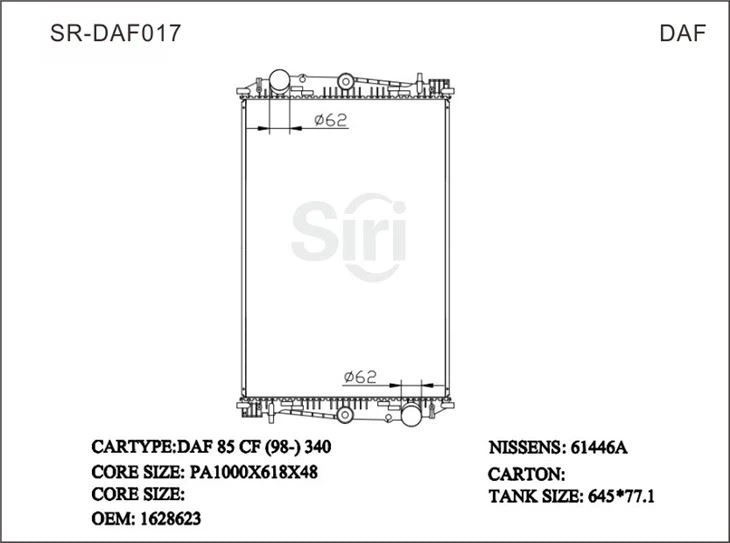 SR-DAF017
DAF
Ø62
Siri
Ø62
CARTYPE:DAF 85 CF (98-) 340
NISSENS: 61446A
CORE SIZE: PA1000X618X48
CARTON:
CORE SIZE:
TANK SIZE: 645*77.1
OEM: 1628623